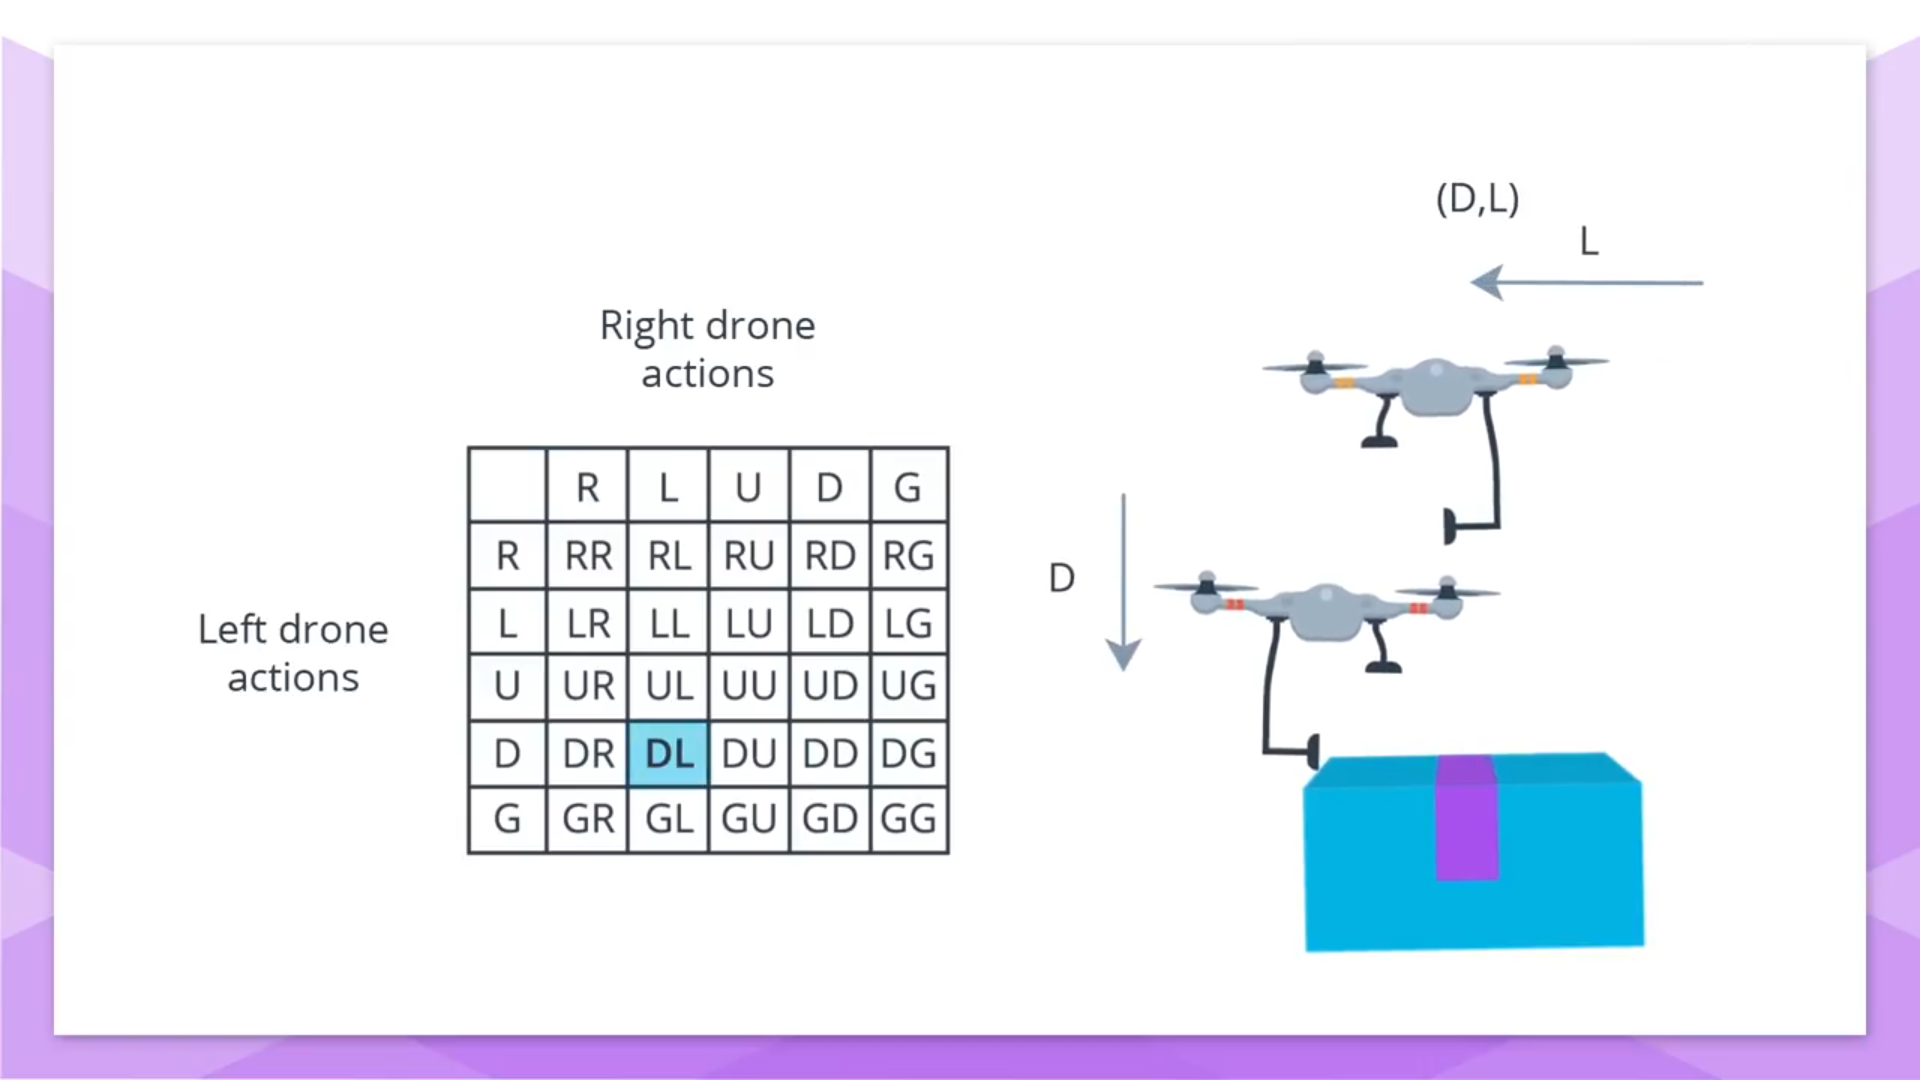 (D,L)
L
Right drone
actions
R L U D G
R RR RL RU RD RG
L LR LL LU LD LG
U UR UL UU UD UG
D DR DL DU DD DG
G GR GL GU GD GG
Left drone
actions
D